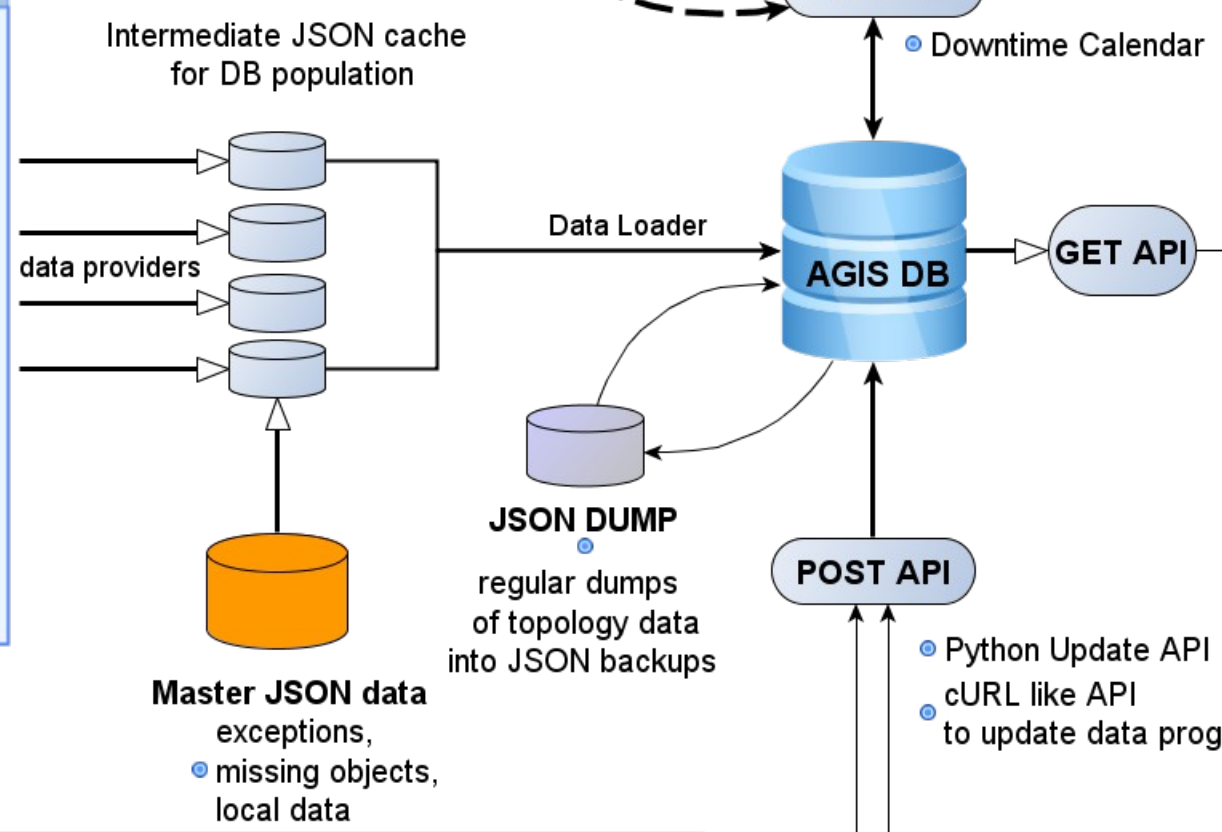 Intermediate JSON cache
for DB population
Downtime Calendar
data providers
Data Loader
AGIS DB
GET API
JSON DUMP
regular dumps
of topology data
into JSON backups
POST API
Python Update API
cURL like API
to update data prog
Master JSON data
exceptions,
missing objects,
local data